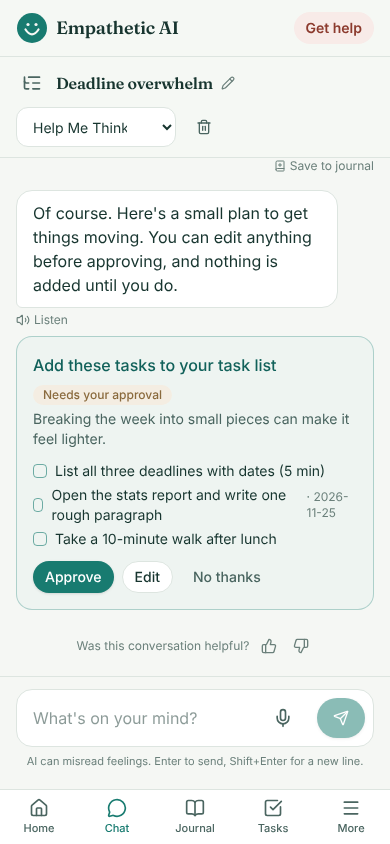 Empathetic AI
Get help
Deadline overwhelm
Help Me Think
Save to journal
Of course. Here's a small plan to get
things moving. You can edit anything
before approving, and nothing is
added until you do.
Listen
Add these tasks to your task list
Needs your approval
Breaking the week into small pieces can make it
feel lighter.
List all three deadlines with dates (5 min)
Open the stats report and write one
rough paragraph
· 2026-
11-25
Take a 10-minute walk after lunch
Approve
Edit
No thanks
Was this conversation helpful?
What's on your mind?
AI can misread feelings. Enter to send, Shift+Enter for a new line.
Home
Chat
Journal
Tasks
More